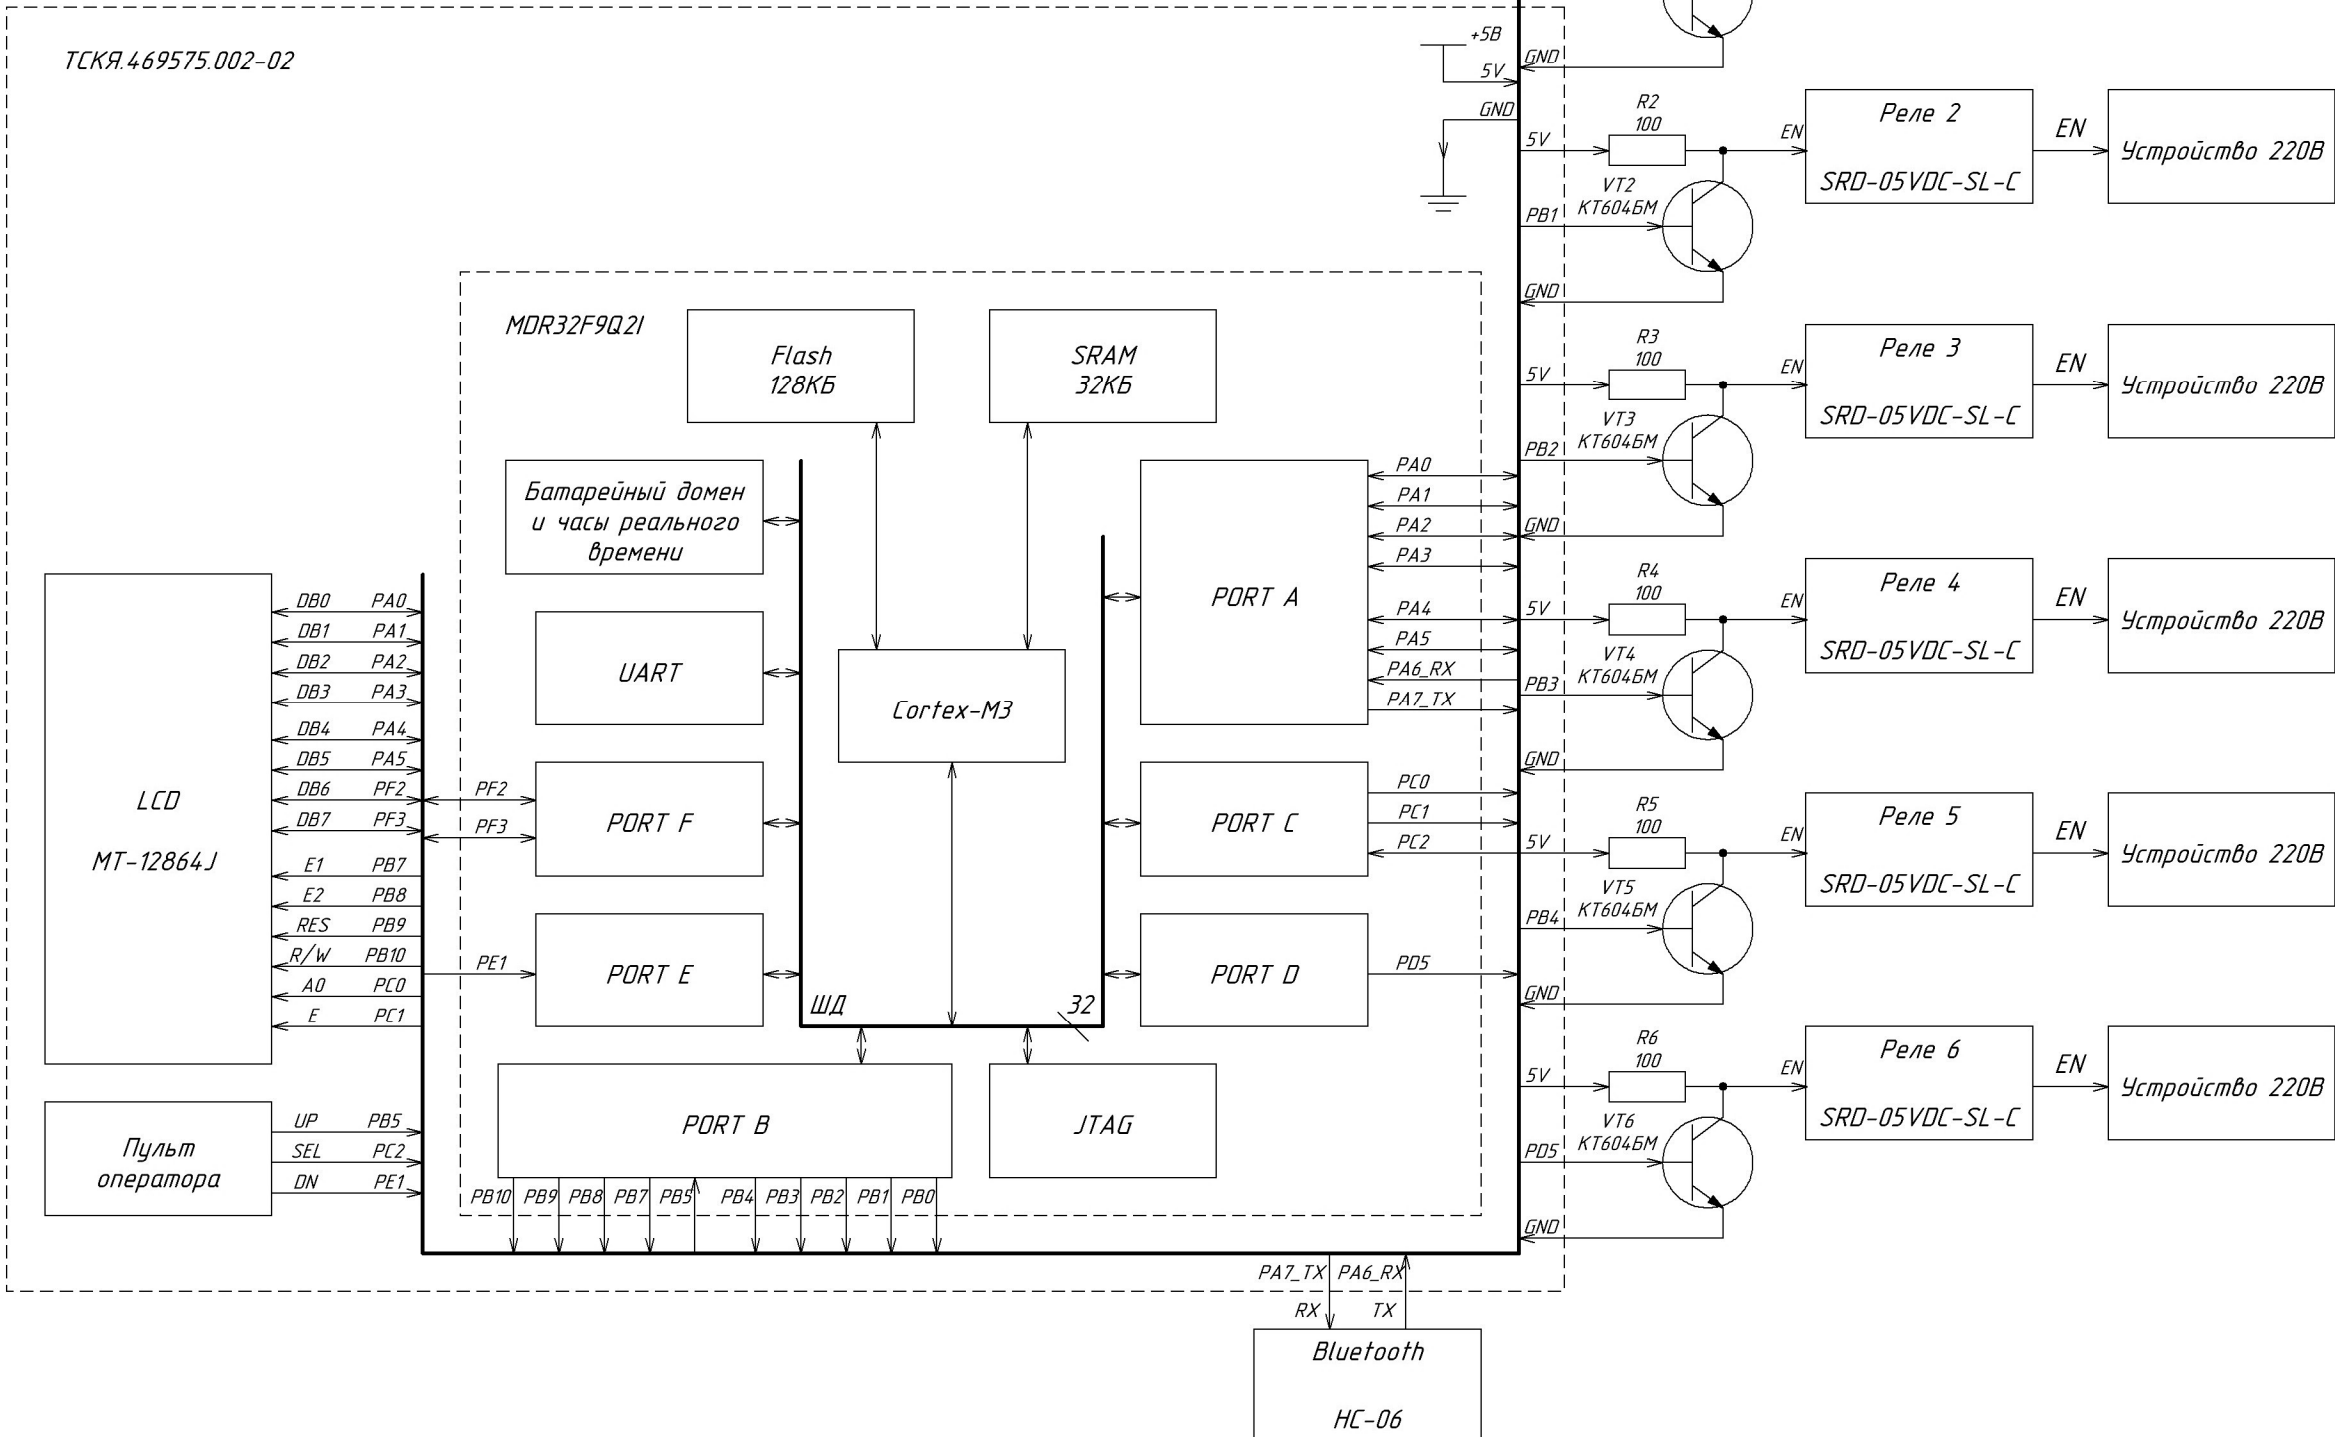 ТСКЯ.469575.002-02
+5В
5V
GND
GND
MDR32F9Q2I
Flash
128КБ
SRAM
32КБ
Батарейный домен
и часы реального
времени
UART
Cortex-M3
PORT A
PORT F
PORT C
PORT E
PORT D
ШД
32
PORT B
JTAG
LCD
MT-12864J
DB0 PA0
DB1 PA1
DB2 PA2
DB3 PA3
DB4 PA4
DB5 PA5
DB6 PF2
DB7 PF3
E1 PB7
E2 PB8
RES PB9
R/W PB10
A0 PC0
E PC1
Пульт
оператора
UP PB5
SEL PC2
DN PE1
PF2
PF3
PE1
PA0
PA1
PA2
PA3
PA4
PA5
PA6_RX
PA7_TX
PC0
PC1
PC2
PD5
PB10 PB9 PB8 PB7 PB5 PB4 PB3 PB2 PB1 PB0
PA7_TX PA6_RX
RX TX
Bluetooth
HC-06
5V
R2
100
EN
Реле 2
SRD-05VDC-SL-C
EN
Устройство 220В
PB1
VT2
КТ604БМ
GND
5V
R3
100
EN
Реле 3
SRD-05VDC-SL-C
EN
Устройство 220В
PB2
VT3
КТ604БМ
GND
5V
R4
100
EN
Реле 4
SRD-05VDC-SL-C
EN
Устройство 220В
PB3
VT4
КТ604БМ
GND
5V
R5
100
EN
Реле 5
SRD-05VDC-SL-C
EN
Устройство 220В
PB4
VT5
КТ604БМ
GND
5V
R6
100
EN
Реле 6
SRD-05VDC-SL-C
EN
Устройство 220В
PD5
VT6
КТ604БМ
GND